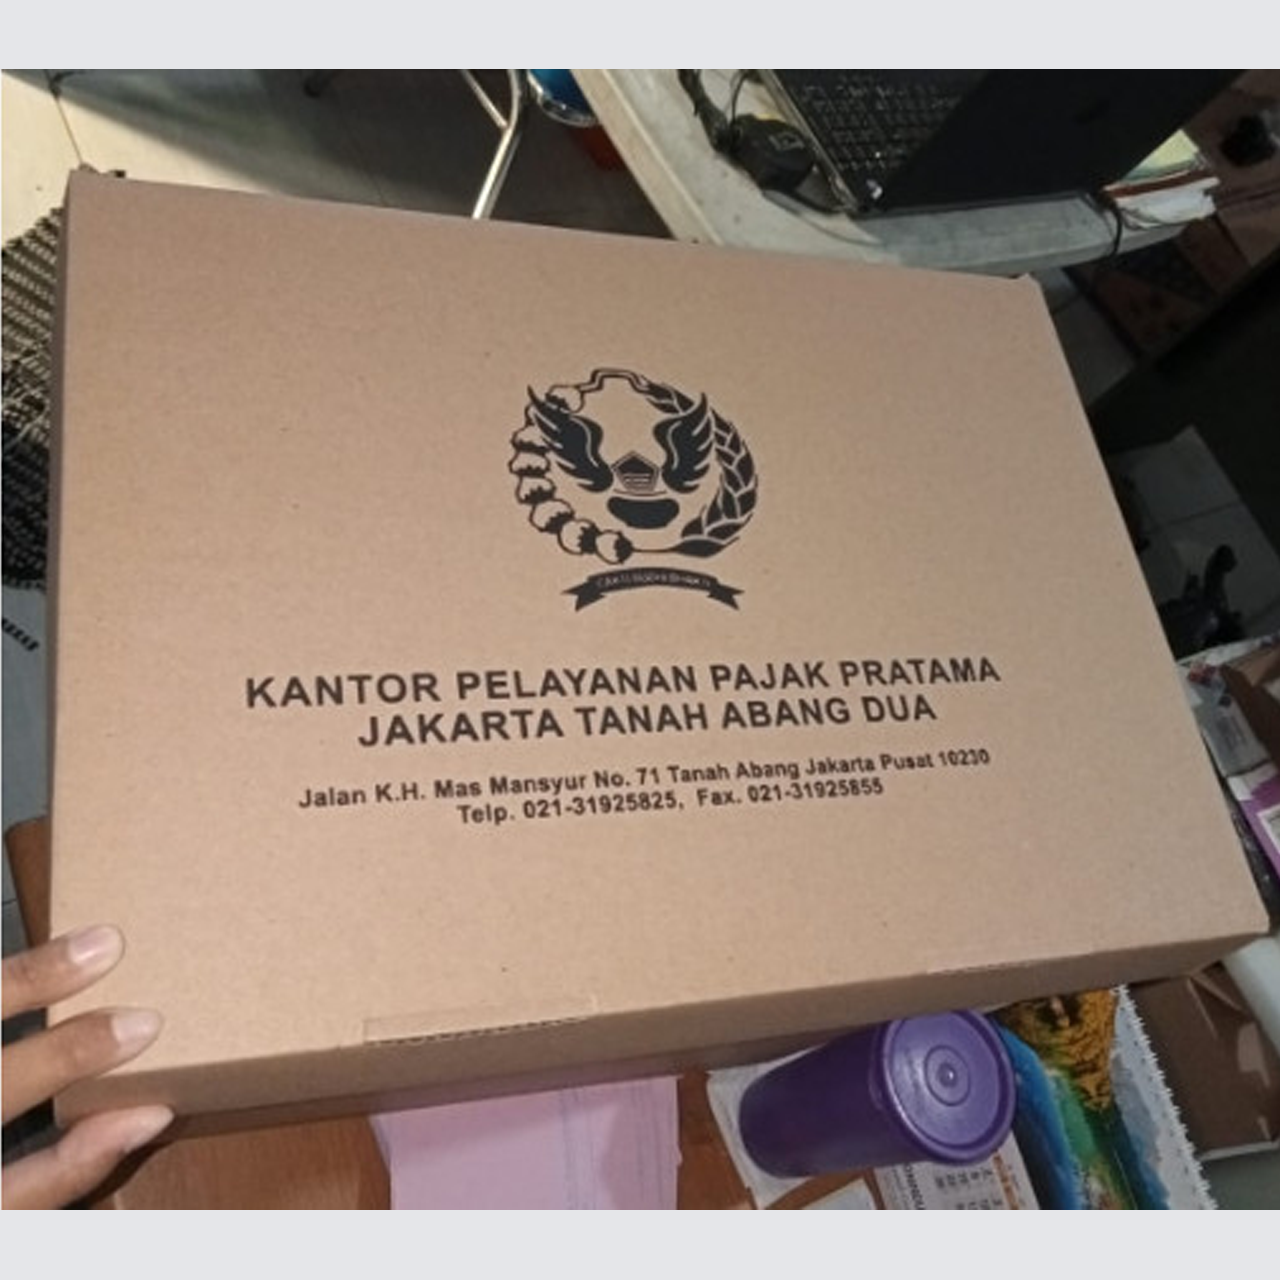 KANTOR PELAYANAN PAJAK PRATAMA
JAKARTA TANAH ABANG DUA
Jalan K.H. Mas Mansyur No. 71 Tanah Abang Jakarta Pusat 10230
Telp. 021-31925825, Fax. 021-31925855